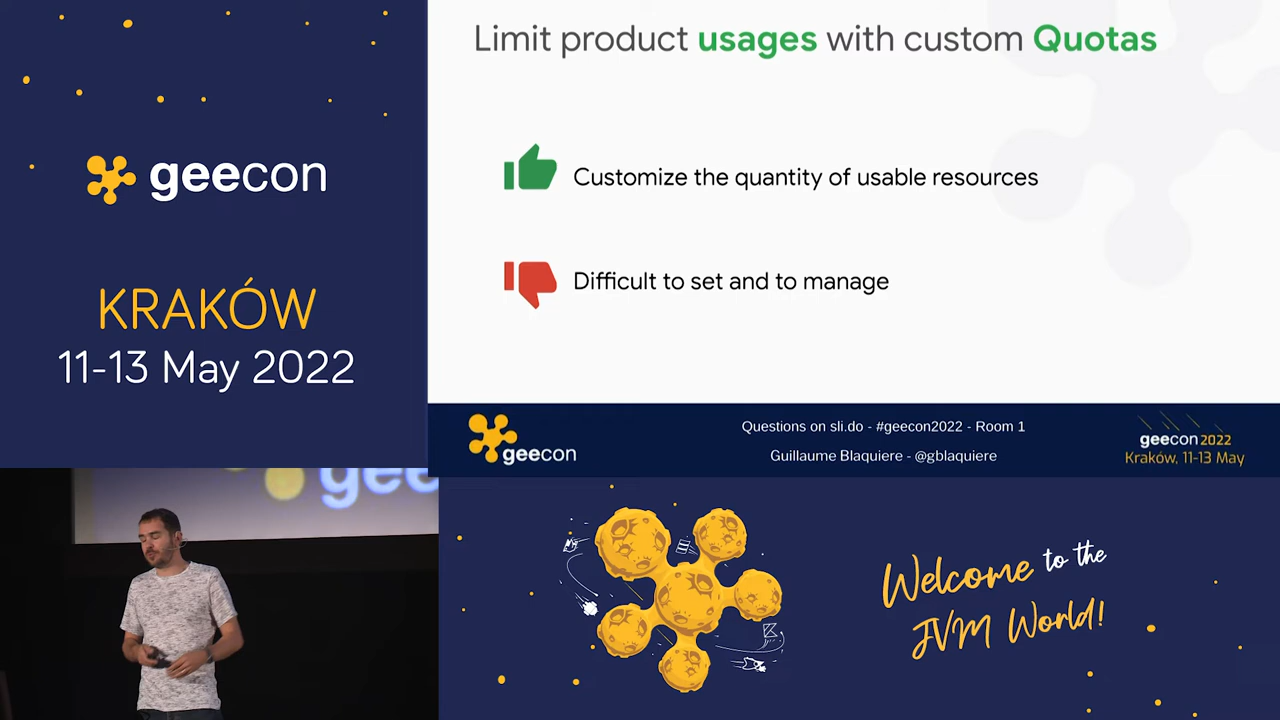 geecon
KRAKÓW
11-13 May 2022
Limit product usages with custom Quotas
Customize the quantity of usable resources
Difficult to set and to manage
geecon
Questions on sli.do - #geecon2022 - Room 1
Guillaume Blaquiere - @gblaquiere
geecon 2022
Kraków, 11-13 May
gee
Welcome to the
JVM World!